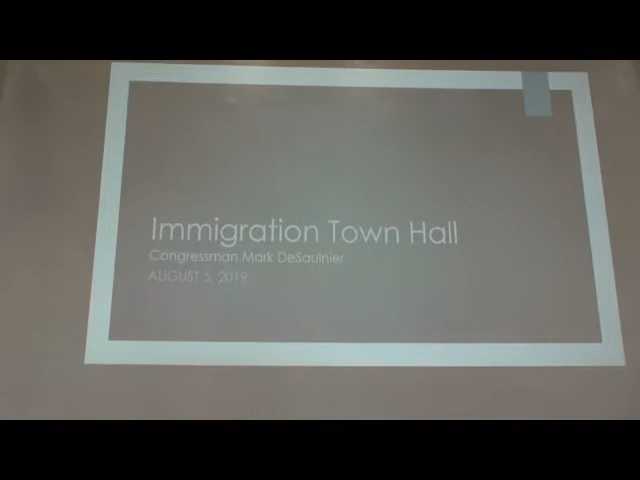 Immigration Town Hall
Congressman Mark DeSaulnier
AUGUST 5, 2019